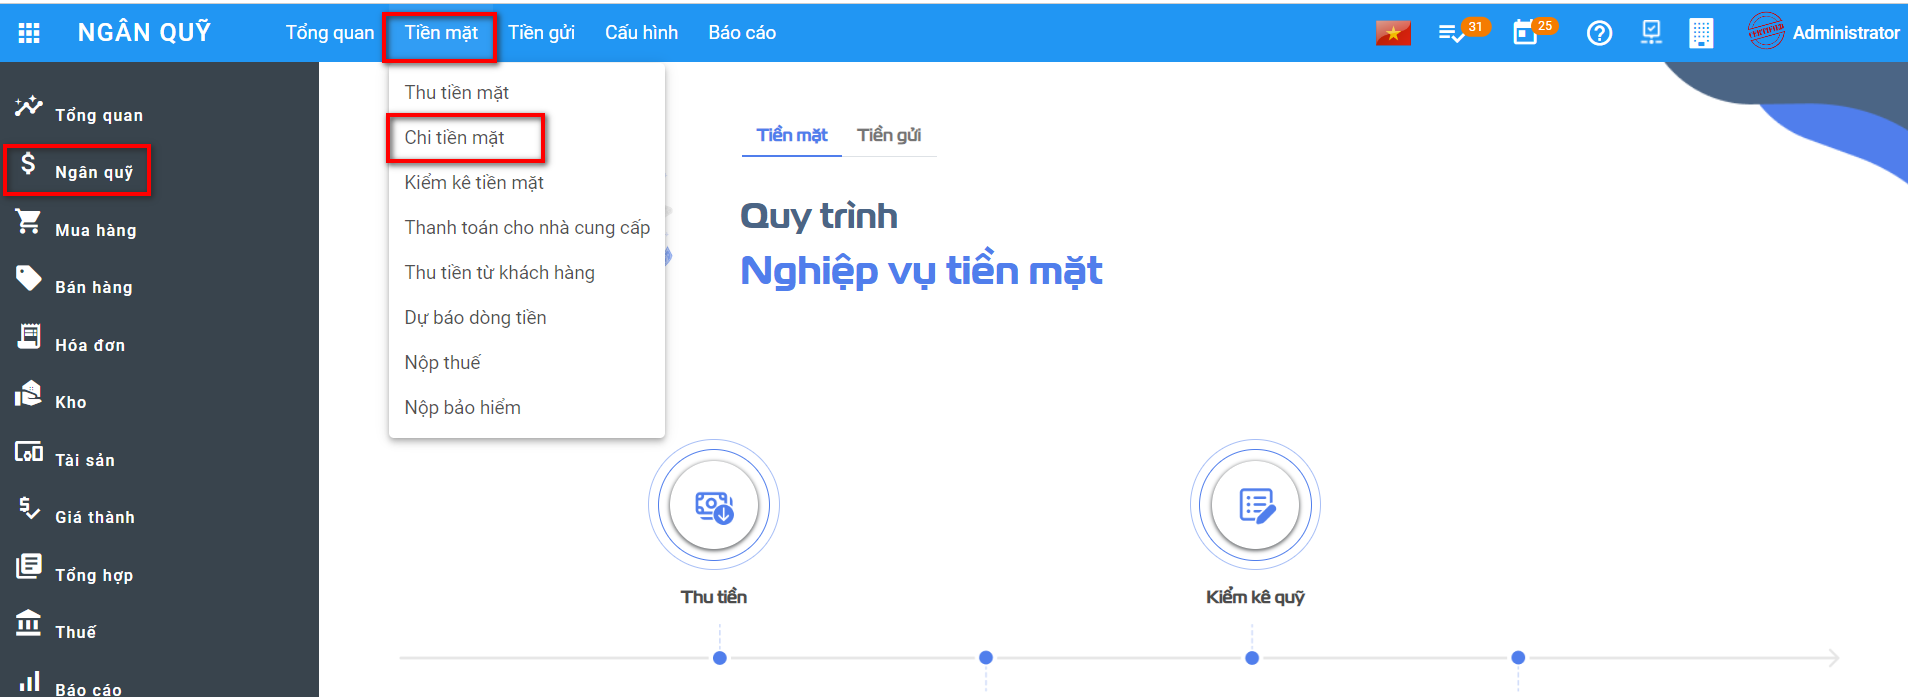 NGÂN QUỸ
Tổng quan
Tiền mặt
Tiền gửi
Cấu hình
Báo cáo
31
25
?
CERTIFIED
Administrator
Tổng quan
Ngân quỹ
Mua hàng
Bán hàng
Hóa đơn
Kho
Tài sản
Giá thành
Tổng hợp
Thuế
Báo cáo
Thu tiền mặt
Chi tiền mặt
Kiểm kê tiền mặt
Thanh toán cho nhà cung cấp
Thu tiền từ khách hàng
Dự báo dòng tiền
Nộp thuế
Nộp bảo hiểm
Tiền mặt
Tiền gửi
Quy trình
Nghiệp vụ tiền mặt
Thu tiền
Kiểm kê quỹ